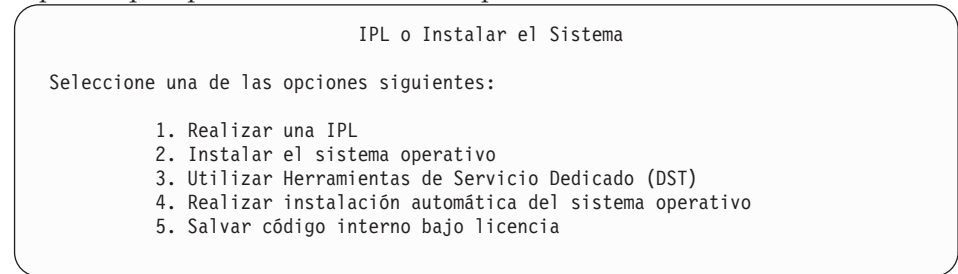 IPL o Instalar el Sistema
Seleccione una de las opciones siguientes:
1. Realizar una IPL
2. Instalar el sistema operativo
3. Utilizar Herramientas de Servicio Dedicado (DST)
4. Realizar instalación automática del sistema operativo
5. Salvar código interno bajo licencia